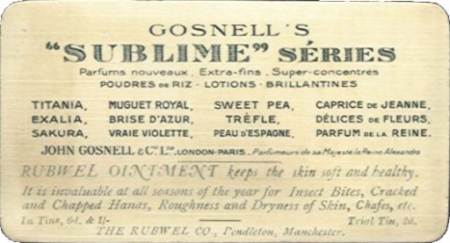 GOSNELL'S
"SUBLIME" SÉRIES
Parfums nouveaux, Extra-fins, Super-concentres
POUDRES DE RIZ - LOTIONS - BRILLANTINES
TITANIA, MUGUET ROYAL, SWEET PEA, CAPRICE DE JEANNE,
EXALIA, BRISE D'AZUR, TRÈFLE, DÉLICES DE FLEURS,
SAKURA, VRAIE VIOLETTE, PEAU D'ESPAGNE, PARFUM DE LA REINE.
JOHN GOSNELL & Co. LTD., LONDON-PARIS. Parfumeurs de sa Majesté la Reine Alexandra
RUBWEL OINTMENT keeps the skin soft and healthy.
It is invaluable at all seasons of the year for Insect Bites, Cracked
and Chapped Hands, Roughness and Dryness of Skin, Chafes, etc.
In Tins, 6d. & 1/- Trial Tin, 2d.
THE RUBWEL CO., Pendleton, Manchester.